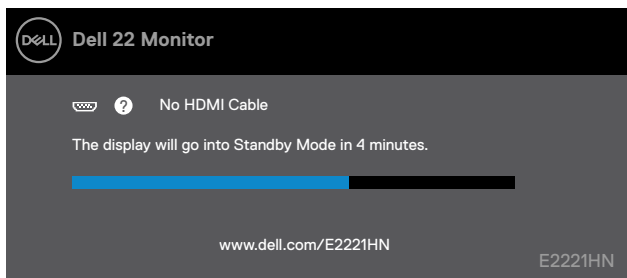 DELL
Dell 22 Monitor
? No HDMI Cable
The display will go into Standby Mode in 4 minutes.
www.dell.com/E2221HN
E2221HN